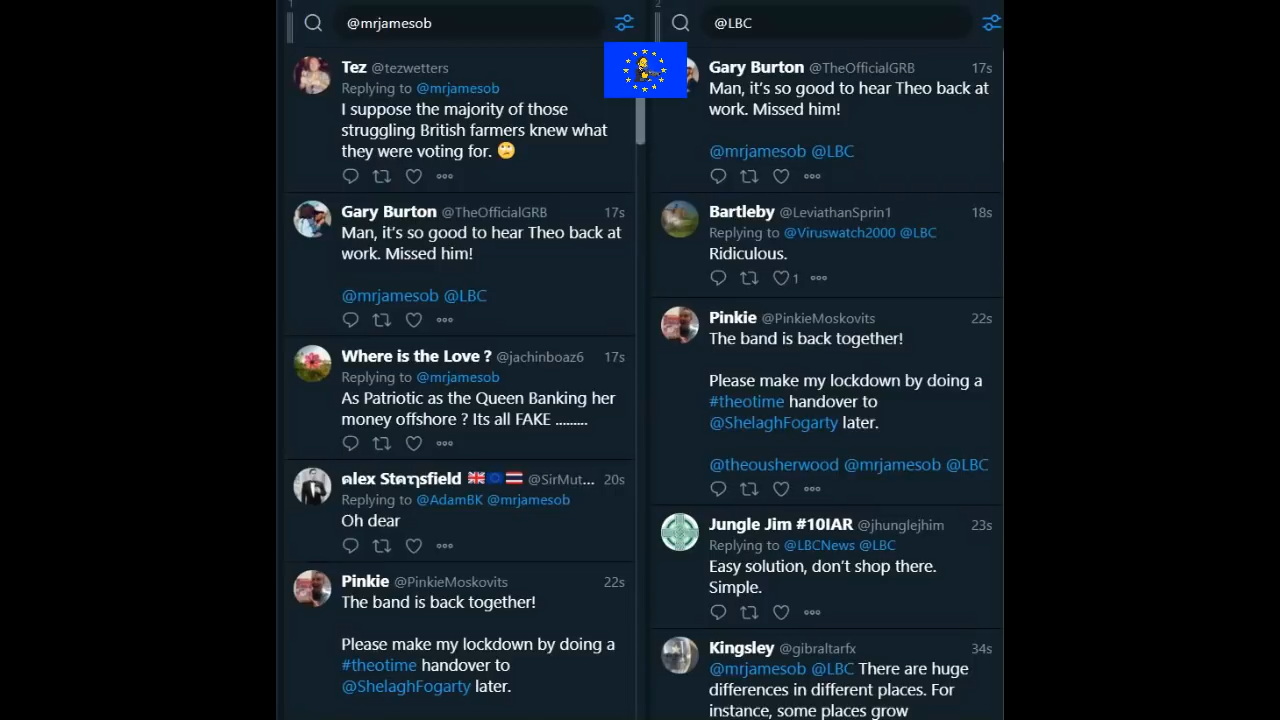 1
@mrjamesob
Tez @tezwetters
Replying to @mrjamesob
I suppose the majority of those
struggling British farmers knew what
they were voting for. 🙄
Gary Burton @TheOfficialGRB 17s
Man, it's so good to hear Theo back at
work. Missed him!
@mrjamesob @LBC
Where is the Love ? @jachinboaz6 17s
Replying to @mrjamesob
As Patriotic as the Queen Banking her
money offshore ? Its all FAKE .........
@SirMut... 20s
Replying to @AdamBK @mrjamesob
Oh dear
Pinkie @PinkieMoskovits 22s
The band is back together!
Please make my lockdown by doing a
#theotime handover to
@ShelaghFogarty later.
2
@LBC
Gary Burton @TheOfficialGRB 17s
Man, it's so good to hear Theo back at
work. Missed him!
@mrjamesob @LBC
Bartleby @LeviathanSprin1 18s
Replying to @Viruswatch2000 @LBC
Ridiculous.
1
Pinkie @PinkieMoskovits 22s
The band is back together!
Please make my lockdown by doing a
#theotime handover to
@ShelaghFogarty later.
@theousherwood @mrjamesob @LBC
Jungle Jim #10IAR @jhunglejhim 23s
Replying to @LBCNews @LBC
Easy solution, don't shop there.
Simple.
Kingsley @gibraltarfx 34s
@mrjamesob @LBC There are huge
differences in different places. For
instance, some places grow